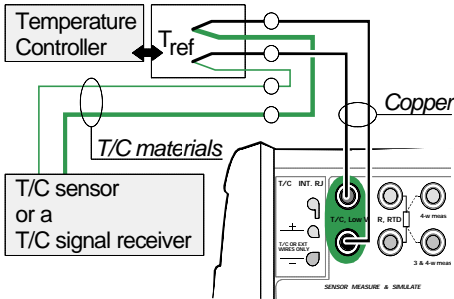 Temperature
Controller
Tref
Copper
T/C materials
T/C sensor
or a
T/C signal receiver
T/C INT. RJ
T/C, Low V
R, RTD
4-w meas
+
T/C OR EXT
WIRES ONLY
−
3 & 4-w meas
SENSOR MEASURE & SIMULATE